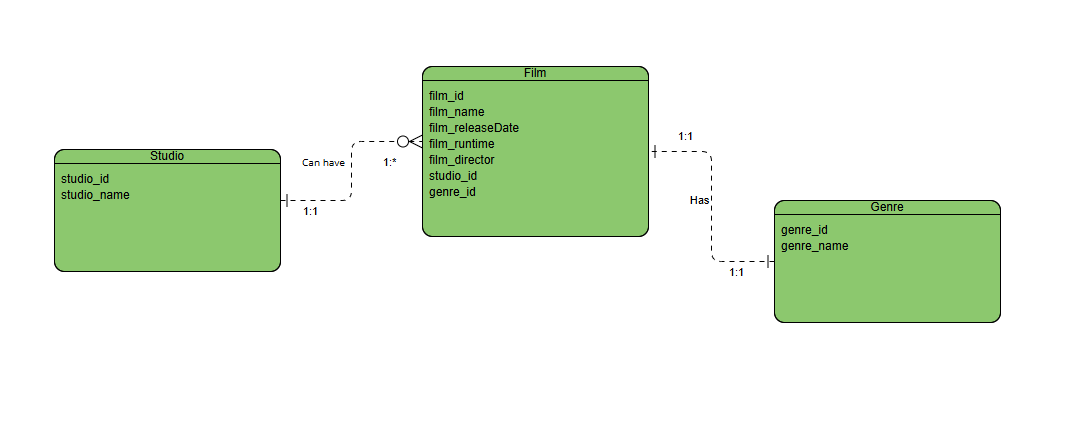 Studio
studio_id
studio_name
1:1
Can have
1:*
Film
film_id
film_name
film_releaseDate
film_runtime
film_director
studio_id
genre_id
1:1
Has
1:1
Genre
genre_id
genre_name